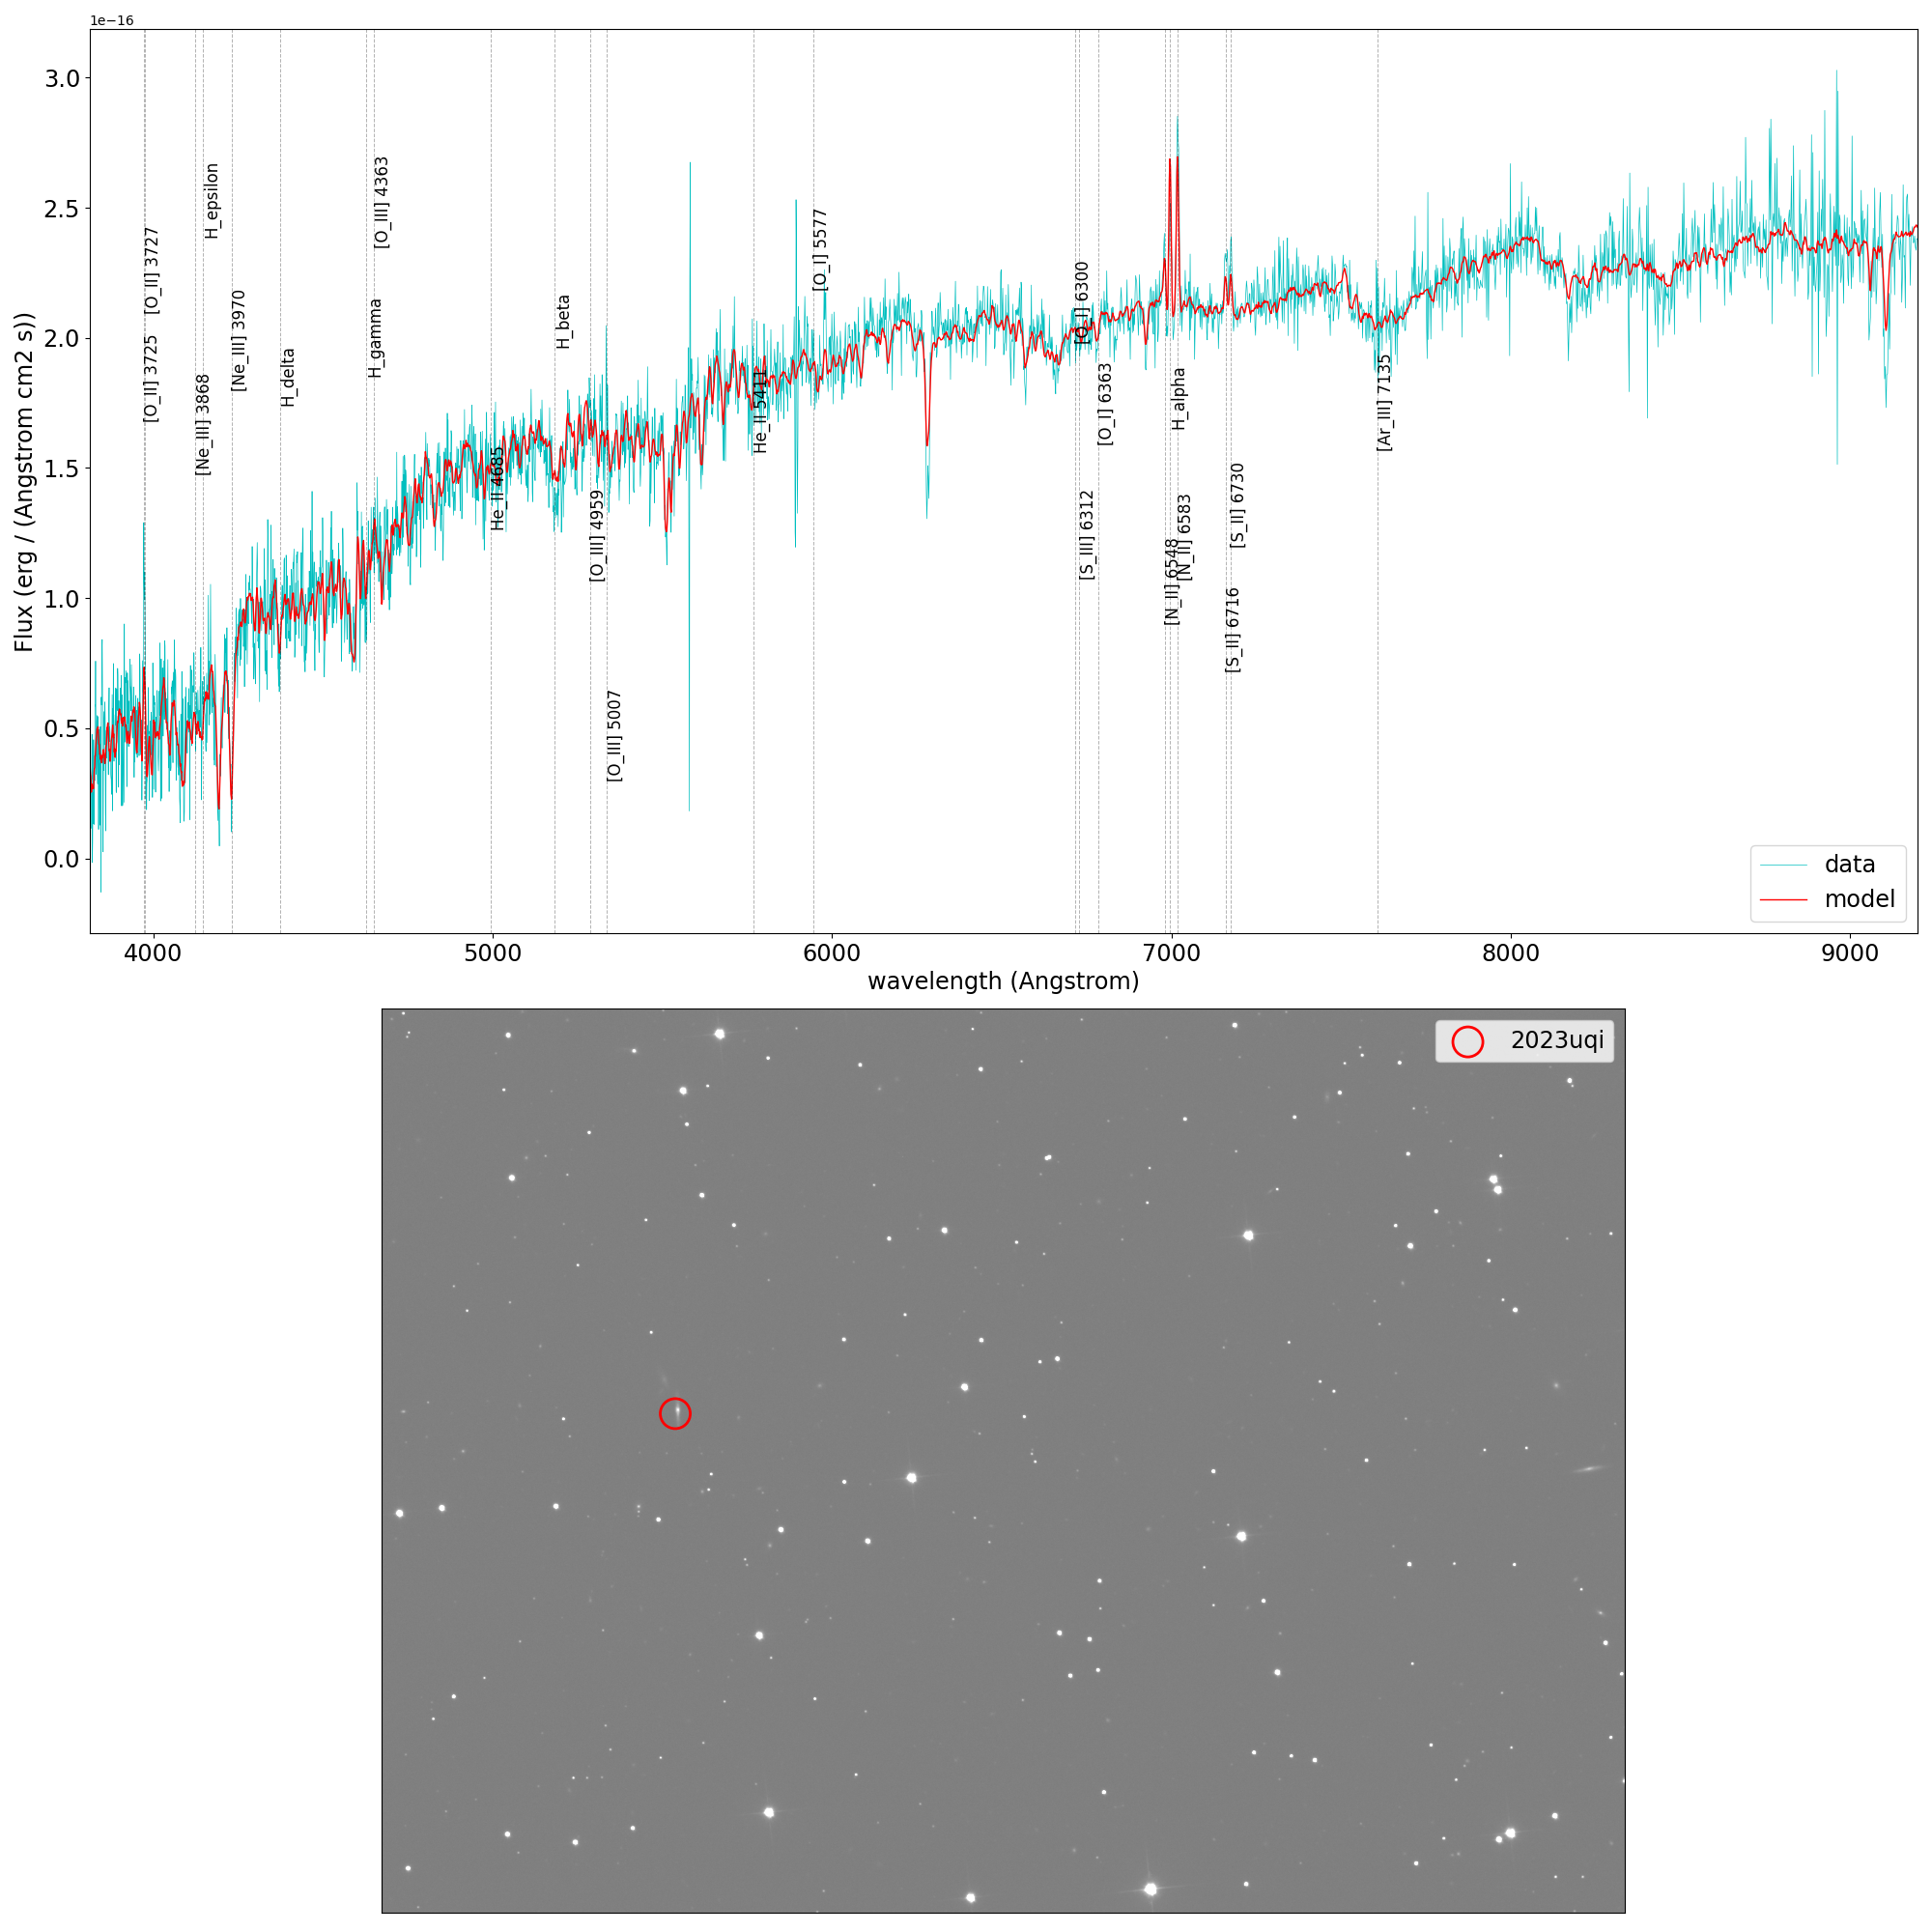 1e−16
Flux (erg / (Angstrom cm2 s))
3.0
2.5
2.0
1.5
1.0
0.5
0.0
[O_II] 3725
[O_II] 3727
[Ne_III] 3868
H_epsilon
[Ne_III] 3970
H_delta
H_gamma
[O_III] 4363
He_II 4685
H_beta
[O_III] 4959
[O_III] 5007
He_II 5411
[O_I] 5577
[O_I] 6300
[S_III] 6312
[O_I] 6363
[N_II] 6548
H_alpha
[N_II] 6583
[S_II] 6716
[S_II] 6730
[Ar_III] 7135
data
model
4000
5000
6000
7000
8000
9000
wavelength (Angstrom)
2023uqi